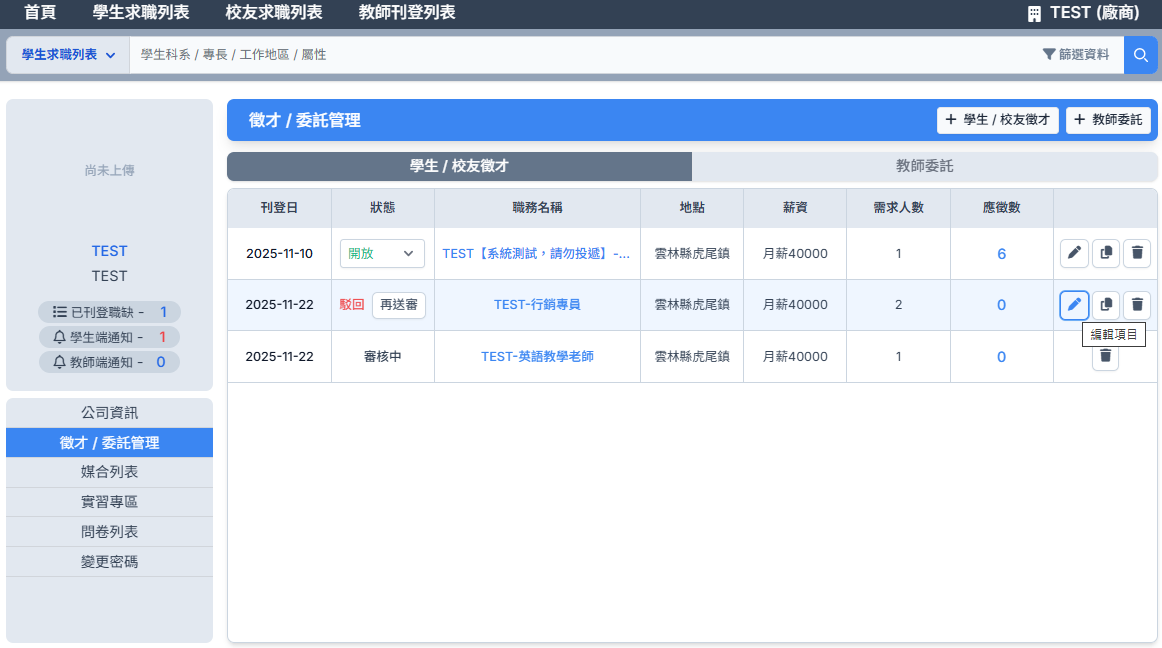 首頁 學生求職列表 校友求職列表 教師刊登列表 TEST (廠商)
學生求職列表 學生科系 / 專長 / 工作地區 / 屬性 篩選資料
尚未上傳
TEST
TEST
已刊登職缺 - 1
學生端通知 - 1
教師端通知 - 0
公司資訊
徵才 / 委託管理
媒合列表
實習專區
問卷列表
變更密碼
徵才 / 委託管理 + 學生 / 校友徵才 + 教師委託
學生 / 校友徵才 教師委託
刊登日 狀態 職務名稱 地點 薪資 需求人數 應徵數
2025-11-10 開放 TEST【系統測試，請勿投遞】-... 雲林縣虎尾鎮 月薪40000 1 6
2025-11-22 駁回 再送審 TEST-行銷專員 雲林縣虎尾鎮 月薪40000 2 0
編輯項目
2025-11-22 審核中 TEST-英語教學老師 雲林縣虎尾鎮 月薪40000 1 0